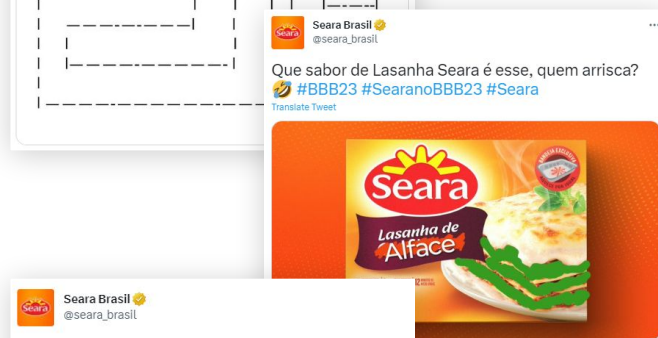 Seara Brasil
@seara_brasil
Que sabor de Lasanha Seara é esse, quem arrisca?
🤣 #BBB23 #SearanoBBB23 #Seara
Translate Tweet
Seara
Lasanha de
Alface
Seara Brasil
@seara_brasil